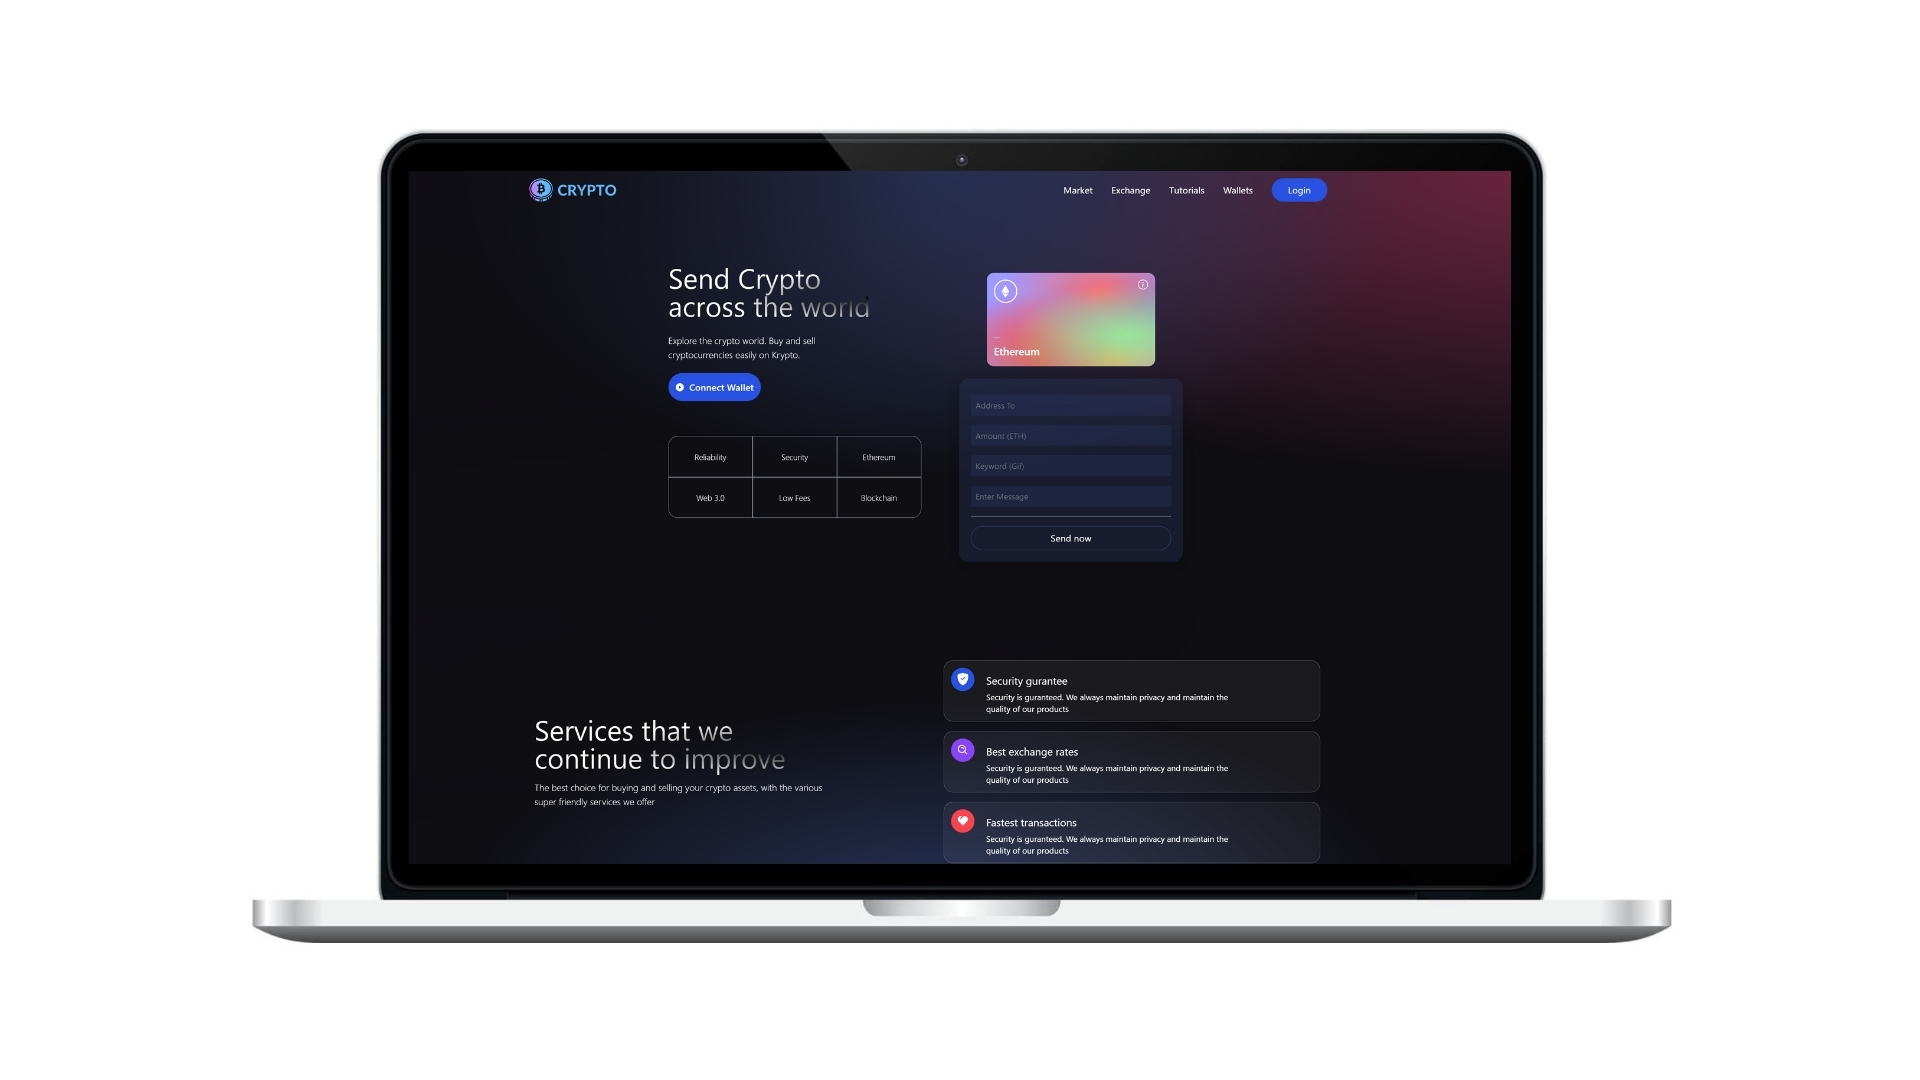 CRYPTO
Market Exchange Tutorials Wallets Login
Send Crypto
across the world
Explore the crypto world. Buy and sell
cryptocurrencies easily on Krypto.
Connect Wallet
Reliability Security Ethereum
Web 3.0 Low Fees Blockchain
...
Ethereum
Address To
Amount (ETH)
Keyword (Gif)
Enter Message
Send now
Services that we
continue to improve
The best choice for buying and selling your crypto assets, with the various
super friendly services we offer
Security gurantee
Security is guranteed. We always maintain privacy and maintain the
quality of our products
Best exchange rates
Security is guranteed. We always maintain privacy and maintain the
quality of our products
Fastest transactions
Security is guranteed. We always maintain privacy and maintain the
quality of our products